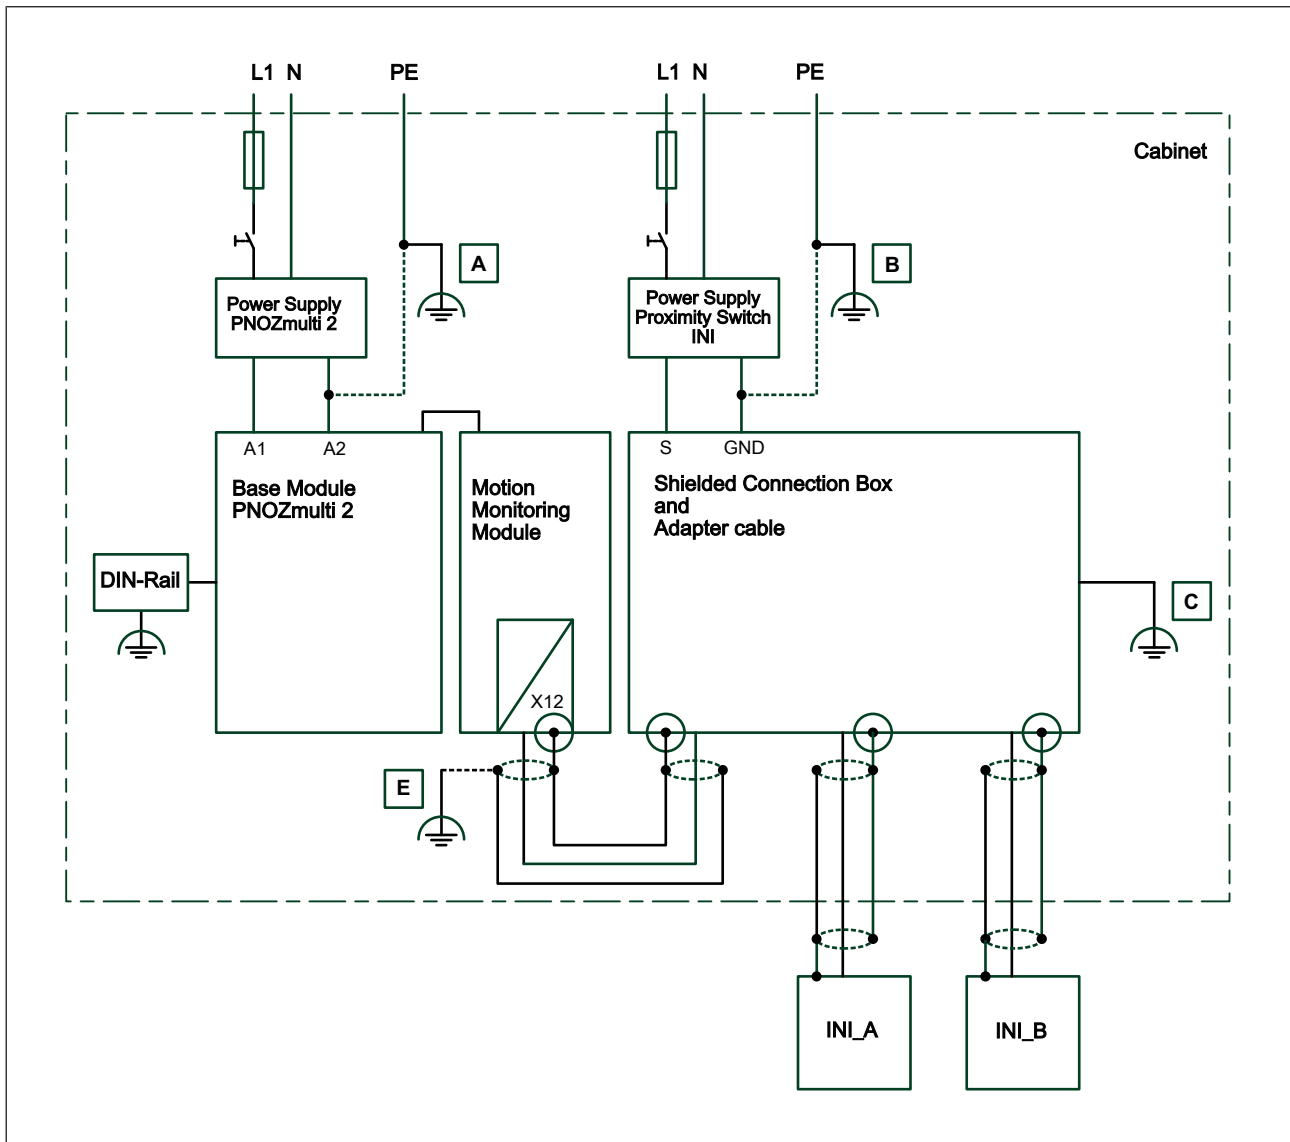 L1 N PE
L1 N PE
Cabinet
A
B
Power Supply
PNOZmulti 2
Power Supply
Proximity Switch
INI
A1 A2
S GND
Base Module
PNOZmulti 2
Motion
Monitoring
Module
Shielded Connection Box
and
Adapter cable
DIN-Rail
C
X12
E
INI_A
INI_B